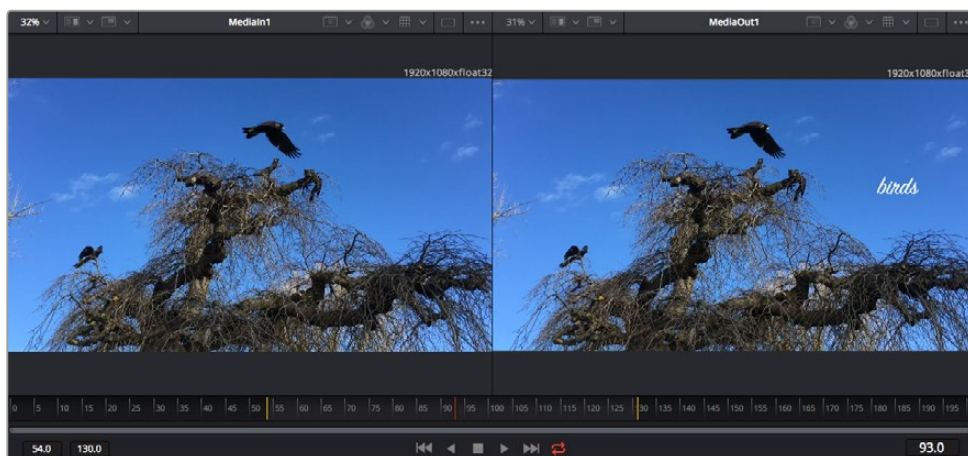 32% MediaIn1 31% MediaOut1
1920x1080xfloat32 1920x1080xfloat3
birds
0 5 10 15 20 25 30 35 40 45 50 55 60 65 70 75 80 85 90 95 100 105 110 115 120 125 130 135 140 145 150 155 160 165 170 175 180 185 190 195
54.0 130.0 93.0